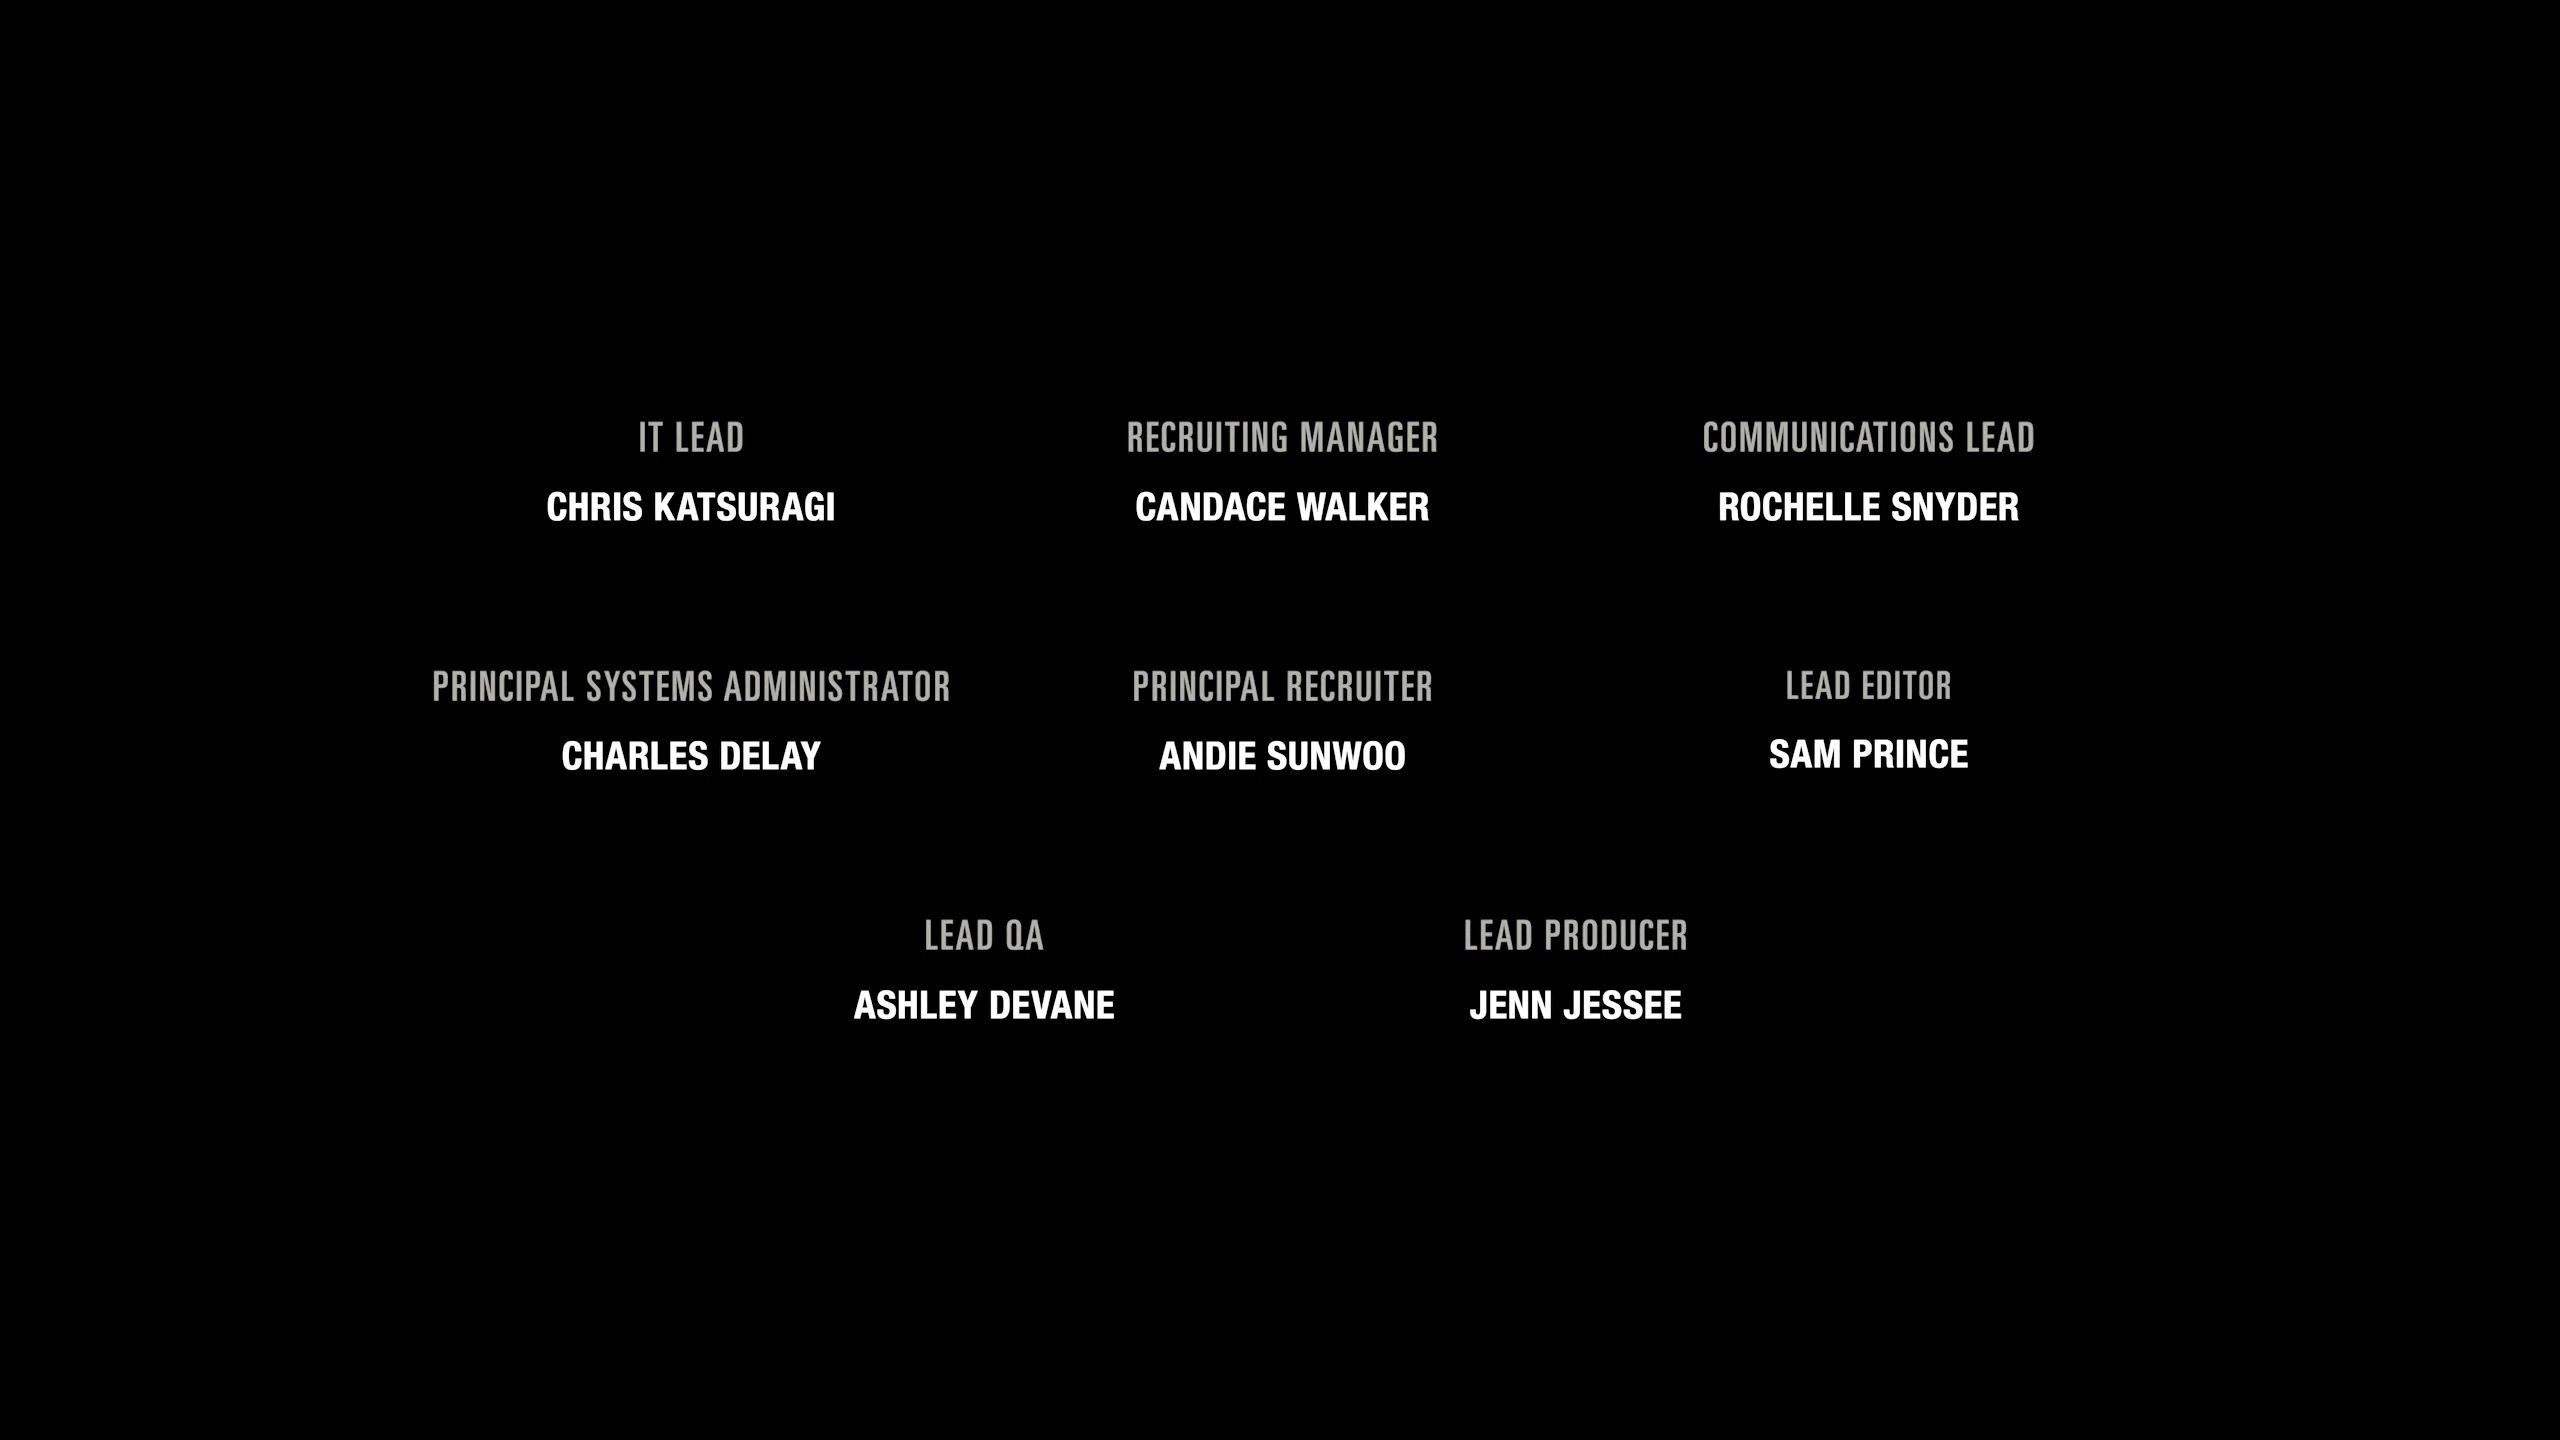 IT LEAD
CHRIS KATSURAGI
RECRUITING MANAGER
CANDACE WALKER
COMMUNICATIONS LEAD
ROCHELLE SNYDER
PRINCIPAL SYSTEMS ADMINISTRATOR
CHARLES DELAY
PRINCIPAL RECRUITER
ANDIE SUNWOO
LEAD EDITOR
SAM PRINCE
LEAD QA
ASHLEY DEVANE
LEAD PRODUCER
JENN JESSEE